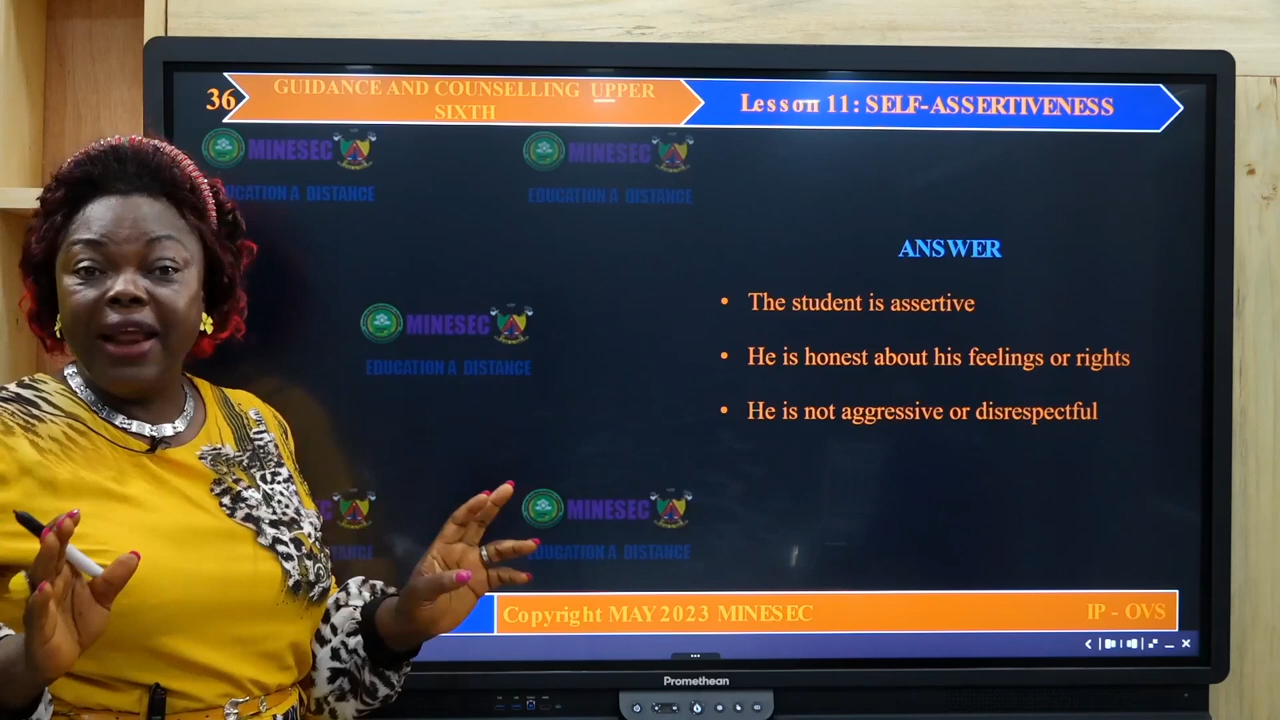 36
GUIDANCE AND COUNSELLING UPPER
SIXTH
Lesson 11: SELF-ASSERTIVENESS
MINESEC
MINESEC
EDUCATION A DISTANCE
ANSWER
• The student is assertive
MINESEC
• He is honest about his feelings or rights
EDUCATION A DISTANCE
• He is not aggressive or disrespectful
MINESEC
EDUCATION A DISTANCE
Copyright MAY 2023 MINESEC
IP - OVS
Promethean